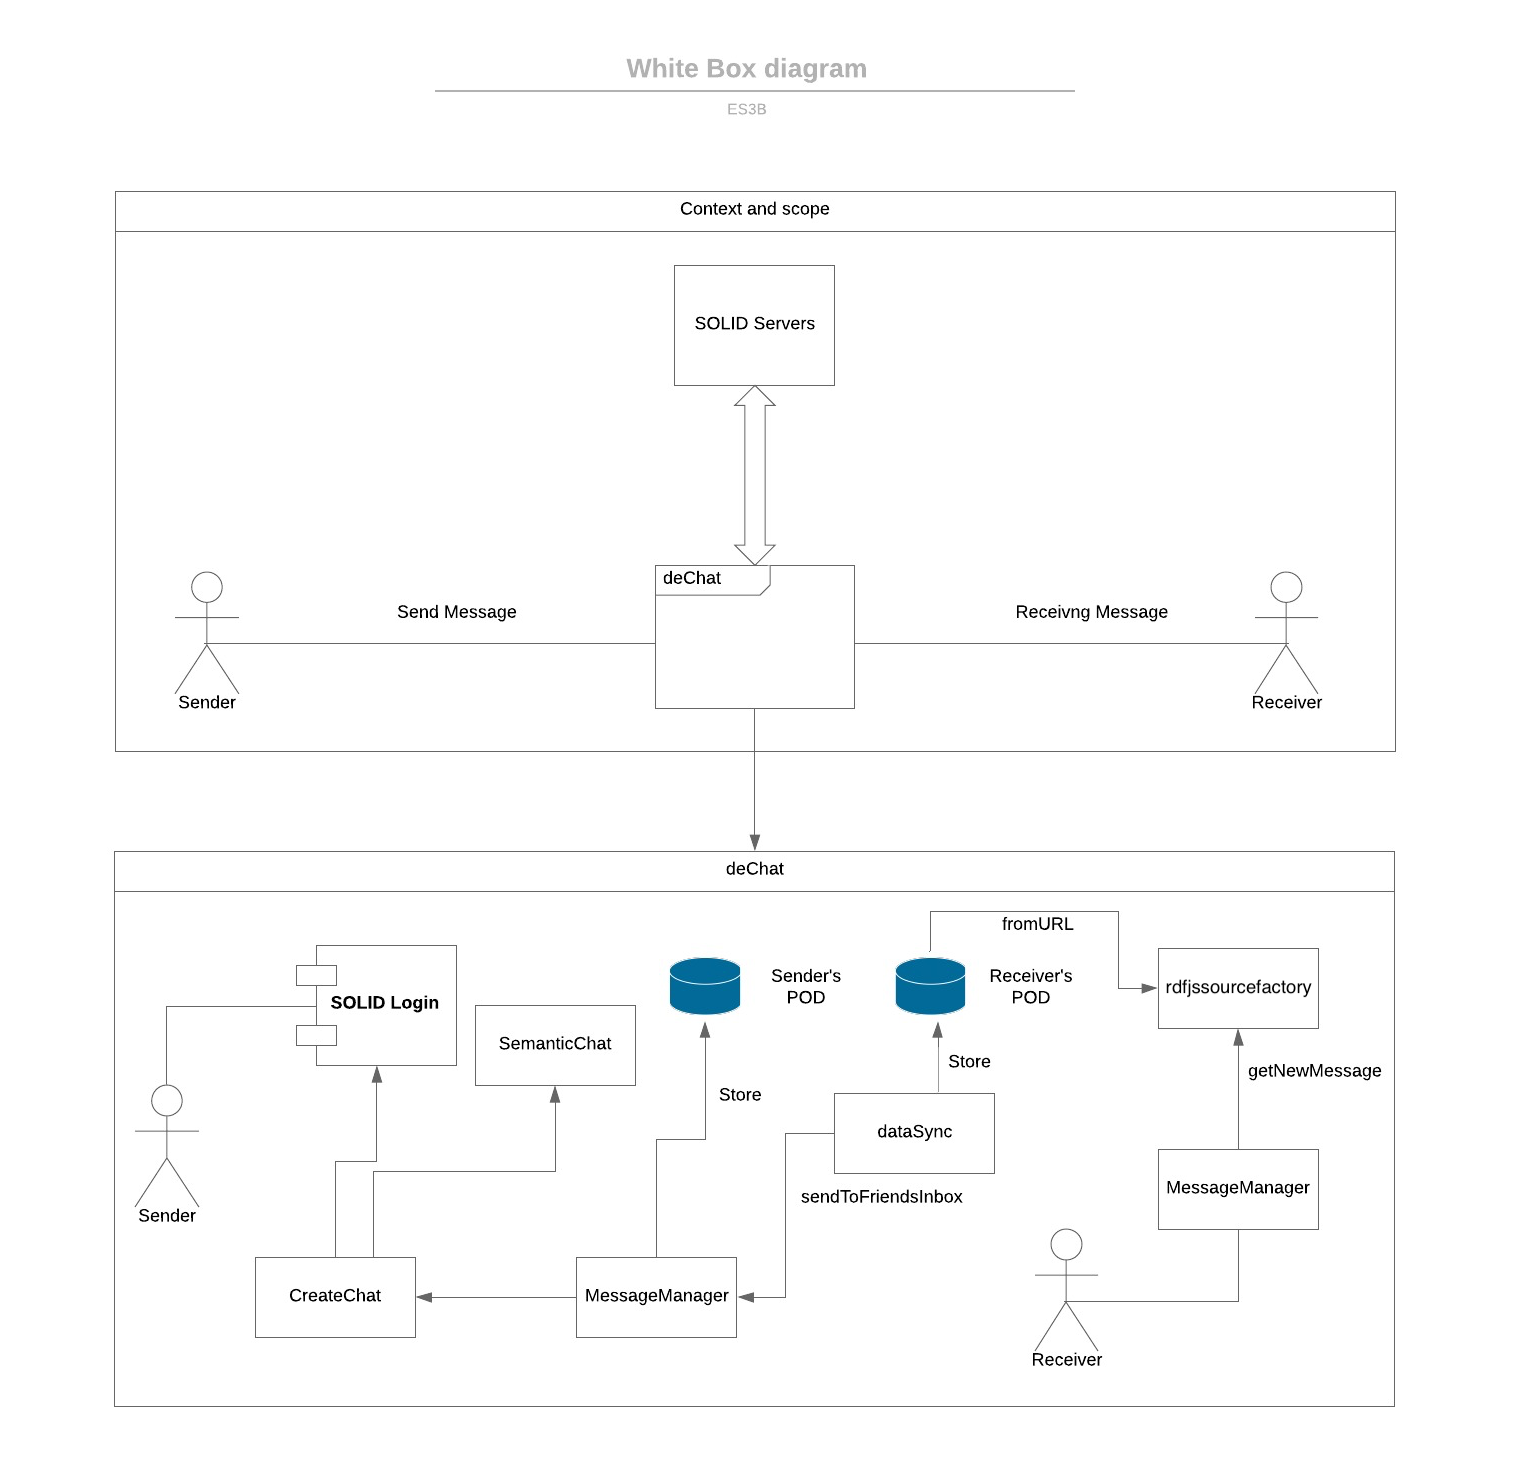 White Box diagram
ES3B
Context and scope
SOLID Servers
deChat
Send Message
Receivng Message
Sender
Receiver
deChat
fromURL
Sender's
POD
Receiver's
POD
rdfjssourcefactory
SOLID Login
SemanticChat
Store
getNewMessage
Store
dataSync
MessageManager
sendToFriendsInbox
Sender
CreateChat
MessageManager
Receiver